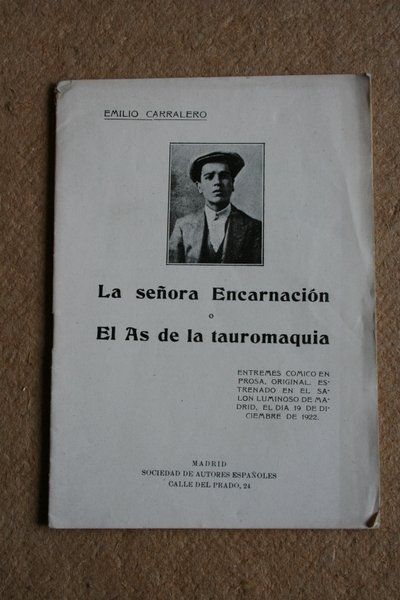 EMILIO CARRALERO
La señora Encarnación
o
El As de la tauromaquia
ENTREMES COMICO EN
PROSA, ORIGINAL. ES-
TRENADO EN EL SA-
LON LUMINOSO DE MA-
DRID, EL DIA 19 DE DI-
CIEMBRE DE 1922.
MADRID
SOCIEDAD DE AUTORES ESPAÑOLES
CALLE DEL PRADO, 24